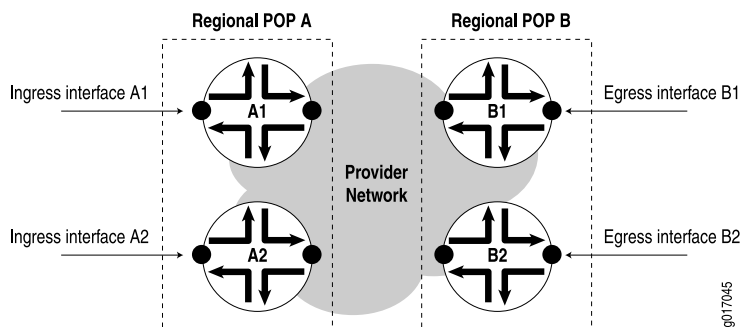 Regional POP A
Regional POP B
Ingress interface A1
A1
B1
Egress interface B1
Provider
Network
Ingress interface A2
A2
B2
Egress interface B2
g017045